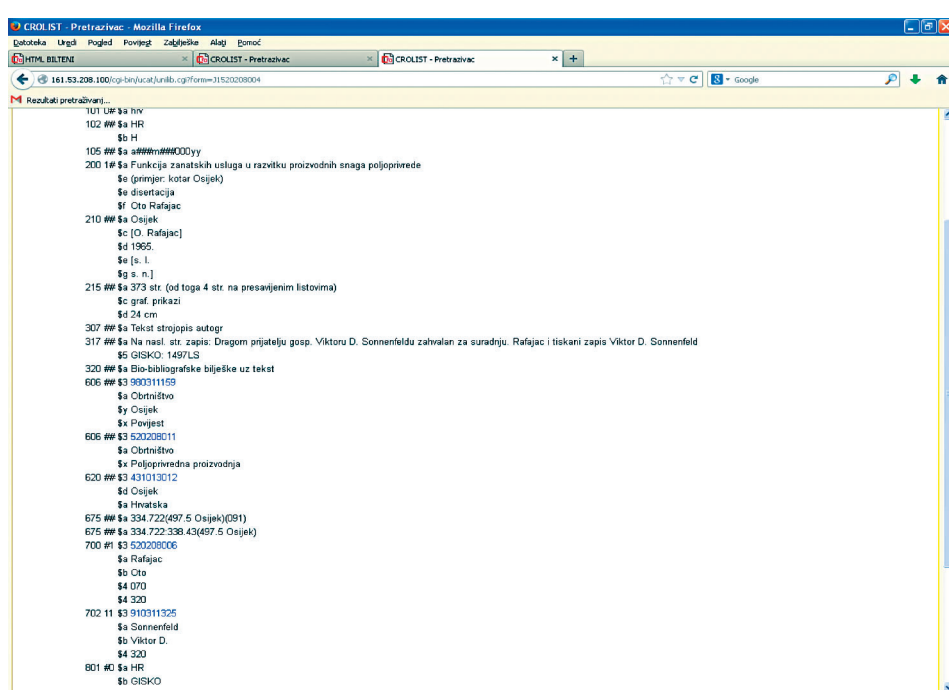 CROLIST - Pretrazivac - Mozilla Firefox
Datoteka Uredi Pogled Povijest Zabilješke Alati Pomoć
HTML BILTENI × CROLIST - Pretrazivac × CROLIST - Pretrazivac × +
161.53.208.100/cgi-bin/ucat/unilib.cgi?form=J1520208004 Google
Rezultati pretraživanj...
101 0# $a hrv
102 ## $a HR
$b H
105 ## $a a###m###000yy
200 1# $a Funkcija zanatskih usluga u razvitku proizvodnih snaga poljoprivrede
$e (primjer: kotar Osijek)
$e disertacija
$f Oto Rafajac
210 ## $a Osijek
$c [O. Rafajac]
$d 1965.
$e [s. l.
$g s. n.]
215 ## $a 373 str. (od toga 4 str. na presavijenim listovima)
$c graf. prikazi
$d 24 cm
307 ## $a Tekst strojopis autogr
317 ## $a Na nasl. str. zapis: Dragom prijatelju gosp. Viktoru D. Sonnenfeldu zahvalan za suradnju. Rafajac i tiskani zapis Viktor D. Sonnenfeld
$5 GISKO: 1497LS
320 ## $a Bio-bibliografske bilješke uz tekst
606 ## $3 980311159
$a Obrtništvo
$y Osijek
$x Povijest
606 ## $3 520208011
$a Obrtništvo
$x Poljoprivredna proizvodnja
620 ## $3 431013012
$d Osijek
$a Hrvatska
675 ## $a 334.722(497.5 Osijek)(091)
675 ## $a 334.722:338.43(497.5 Osijek)
700 #1 $3 520208006
$a Rafajac
$b Oto
$4 070
$4 320
702 11 $3 910311325
$a Sonnenfeld
$b Viktor D.
$4 320
801 #0 $a HR
$b GISKO